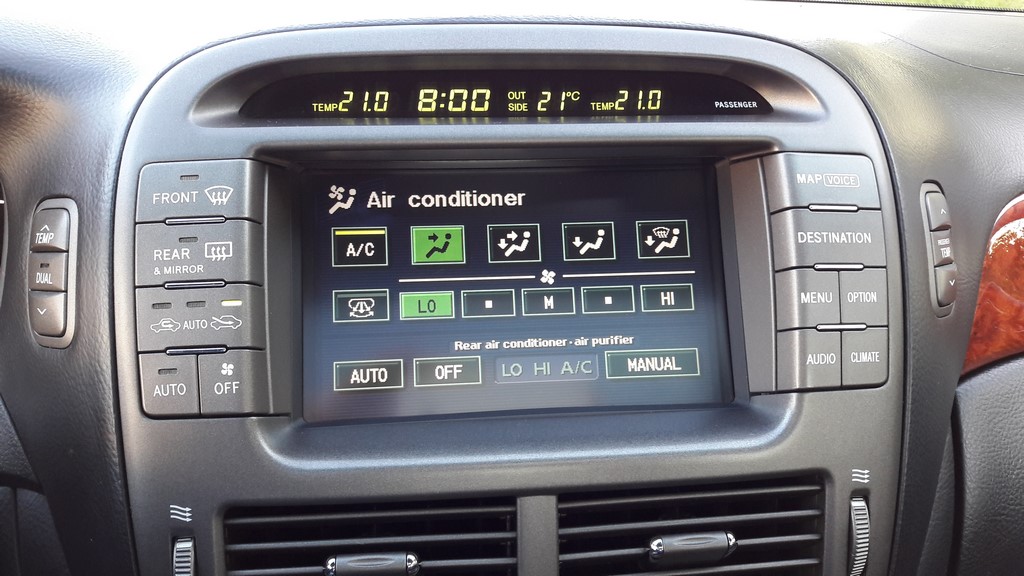 TEMP 21.0 8:00 OUT SIDE 21°C TEMP 21.0 PASSENGER
FRONT
REAR
& MIRROR
AUTO
AUTO OFF
TEMP
DUAL
Air conditioner
A/C
LO M HI
Rear air conditioner · air purifier
AUTO OFF LO HI A/C MANUAL
MAP VOICE
DESTINATION
MENU OPTION
AUDIO CLIMATE
PASSENGER
TEMP